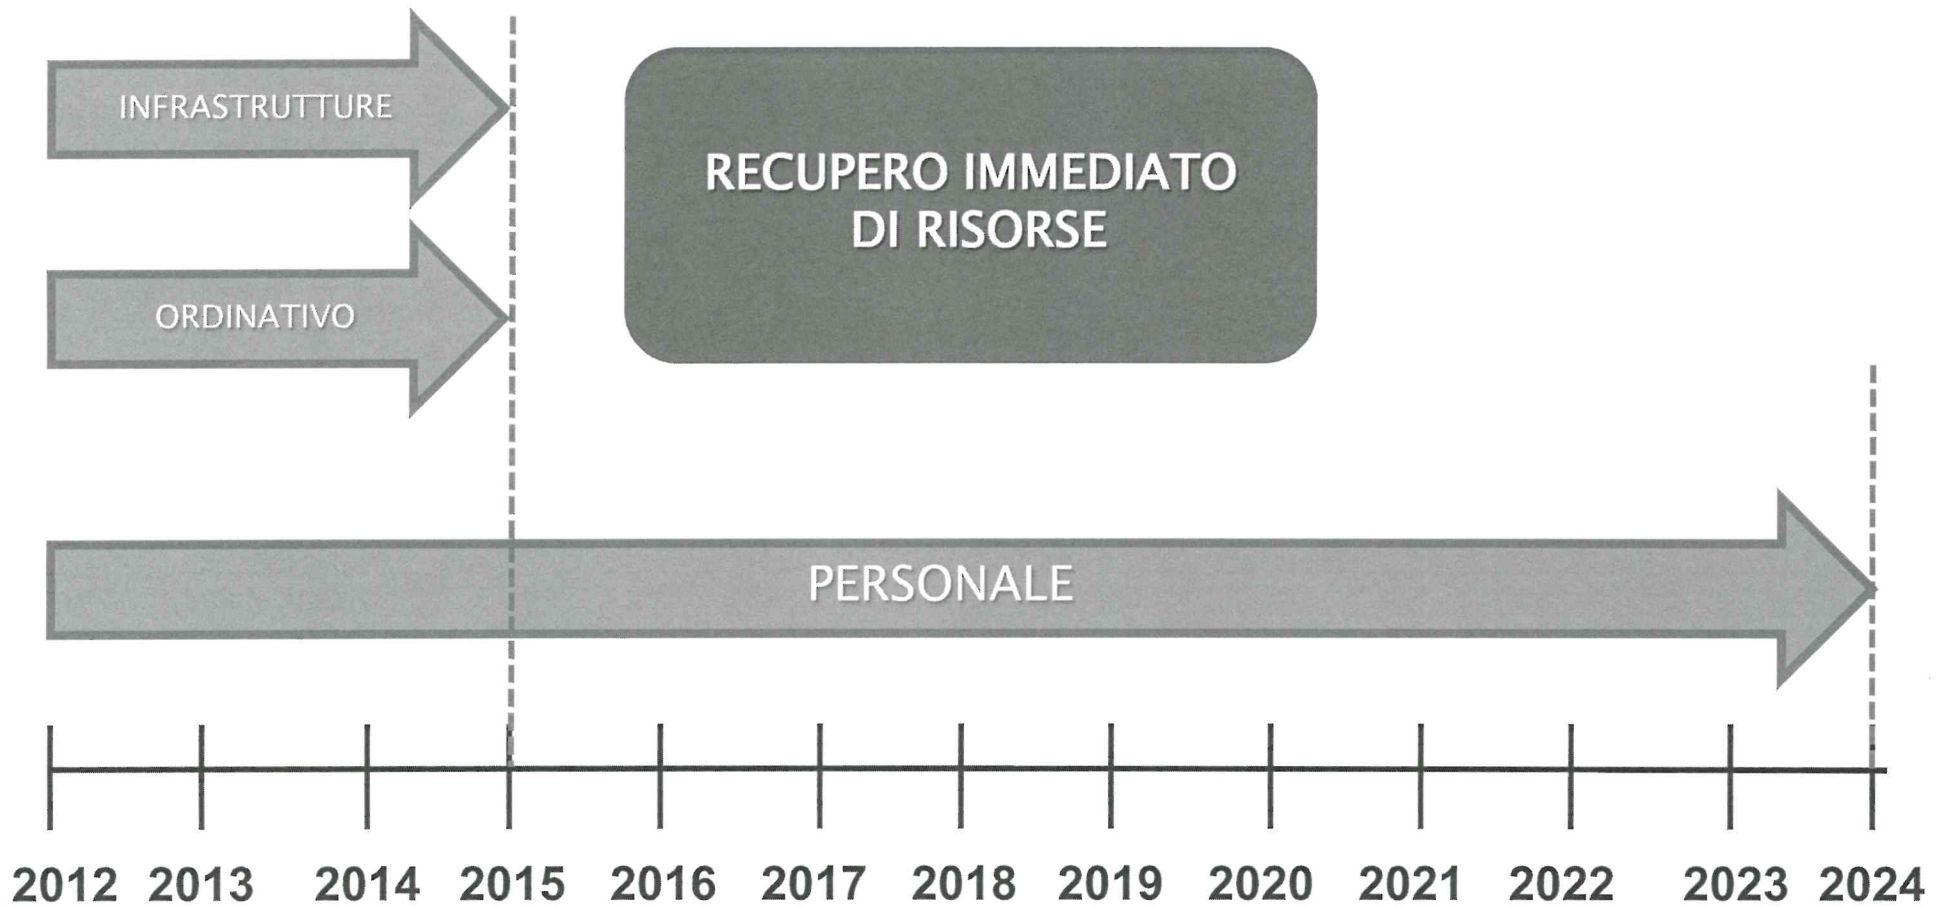 INFRASTRUTTURE
RECUPERO IMMEDIATO
DI RISORSE
ORDINATIVO
PERSONALE
2012 2013 2014 2015 2016 2017 2018 2019 2020 2021 2022 2023 2024